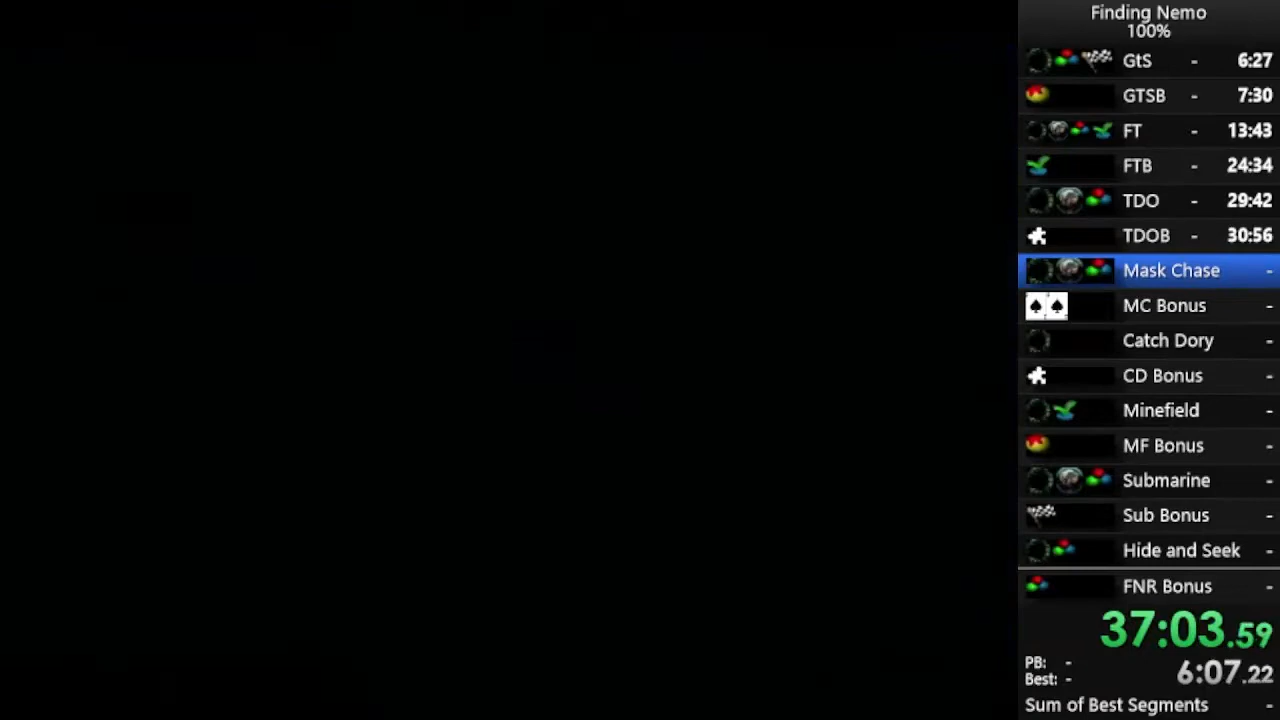 Finding Nemo
100%
GtS - 6:27
GTSB - 7:30
FT - 13:43
FTB - 24:34
TDO - 29:42
TDOB - 30:56
Mask Chase -
MC Bonus -
Catch Dory -
CD Bonus -
Minefield -
MF Bonus -
Submarine -
Sub Bonus -
Hide and Seek -
FNR Bonus -
37:03.59
PB: -
Best: - 6:07.22
Sum of Best Segments -